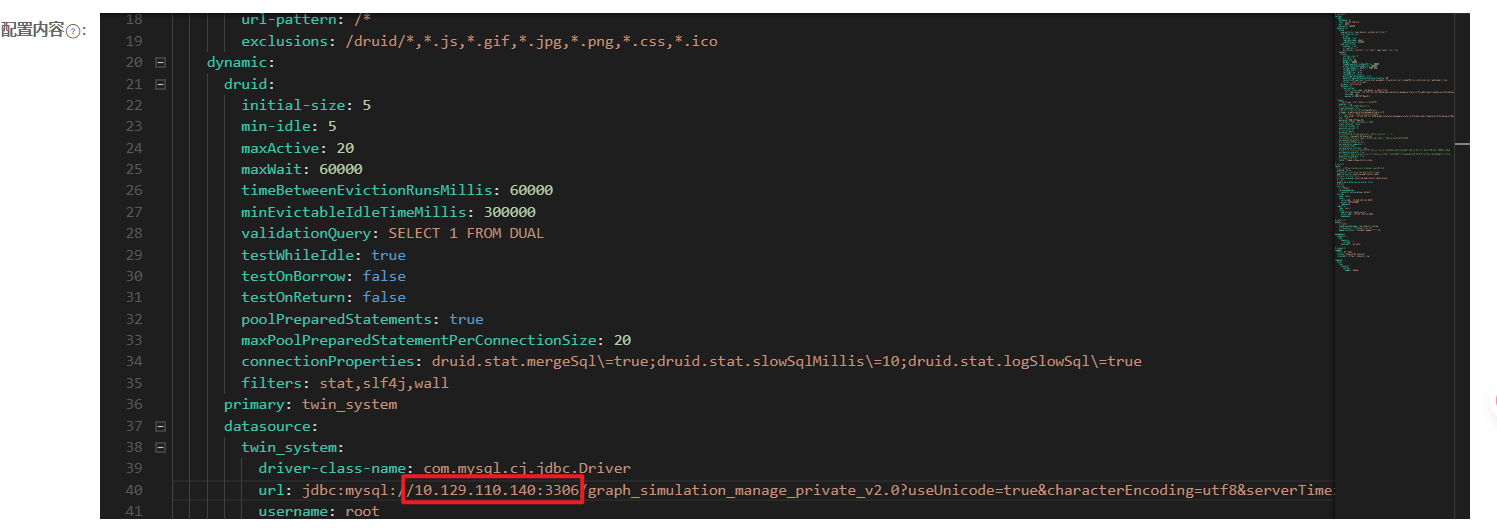 配置内容?:
18 url-pattern: /*
19 exclusions: /druid/*,*.js,*.gif,*.jpg,*.png,*.css,*.ico
20 dynamic:
21 druid:
22 initial-size: 5
23 min-idle: 5
24 maxActive: 20
25 maxWait: 60000
26 timeBetweenEvictionRunsMillis: 60000
27 minEvictableIdleTimeMillis: 300000
28 validationQuery: SELECT 1 FROM DUAL
29 testWhileIdle: true
30 testOnBorrow: false
31 testOnReturn: false
32 poolPreparedStatements: true
33 maxPoolPreparedStatementPerConnectionSize: 20
34 connectionProperties: druid.stat.mergeSql\=true;druid.stat.slowSqlMillis\=10;druid.stat.logSlowSql\=true
35 filters: stat,slf4j,wall
36 primary: twin_system
37 datasource:
38 twin_system:
39 driver-class-name: com.mysql.cj.jdbc.Driver
40 url: jdbc:mysql://10.129.110.140:3306/graph_simulation_manage_private_v2.0?useUnicode=true&characterEncoding=utf8&serverTime
41 username: root